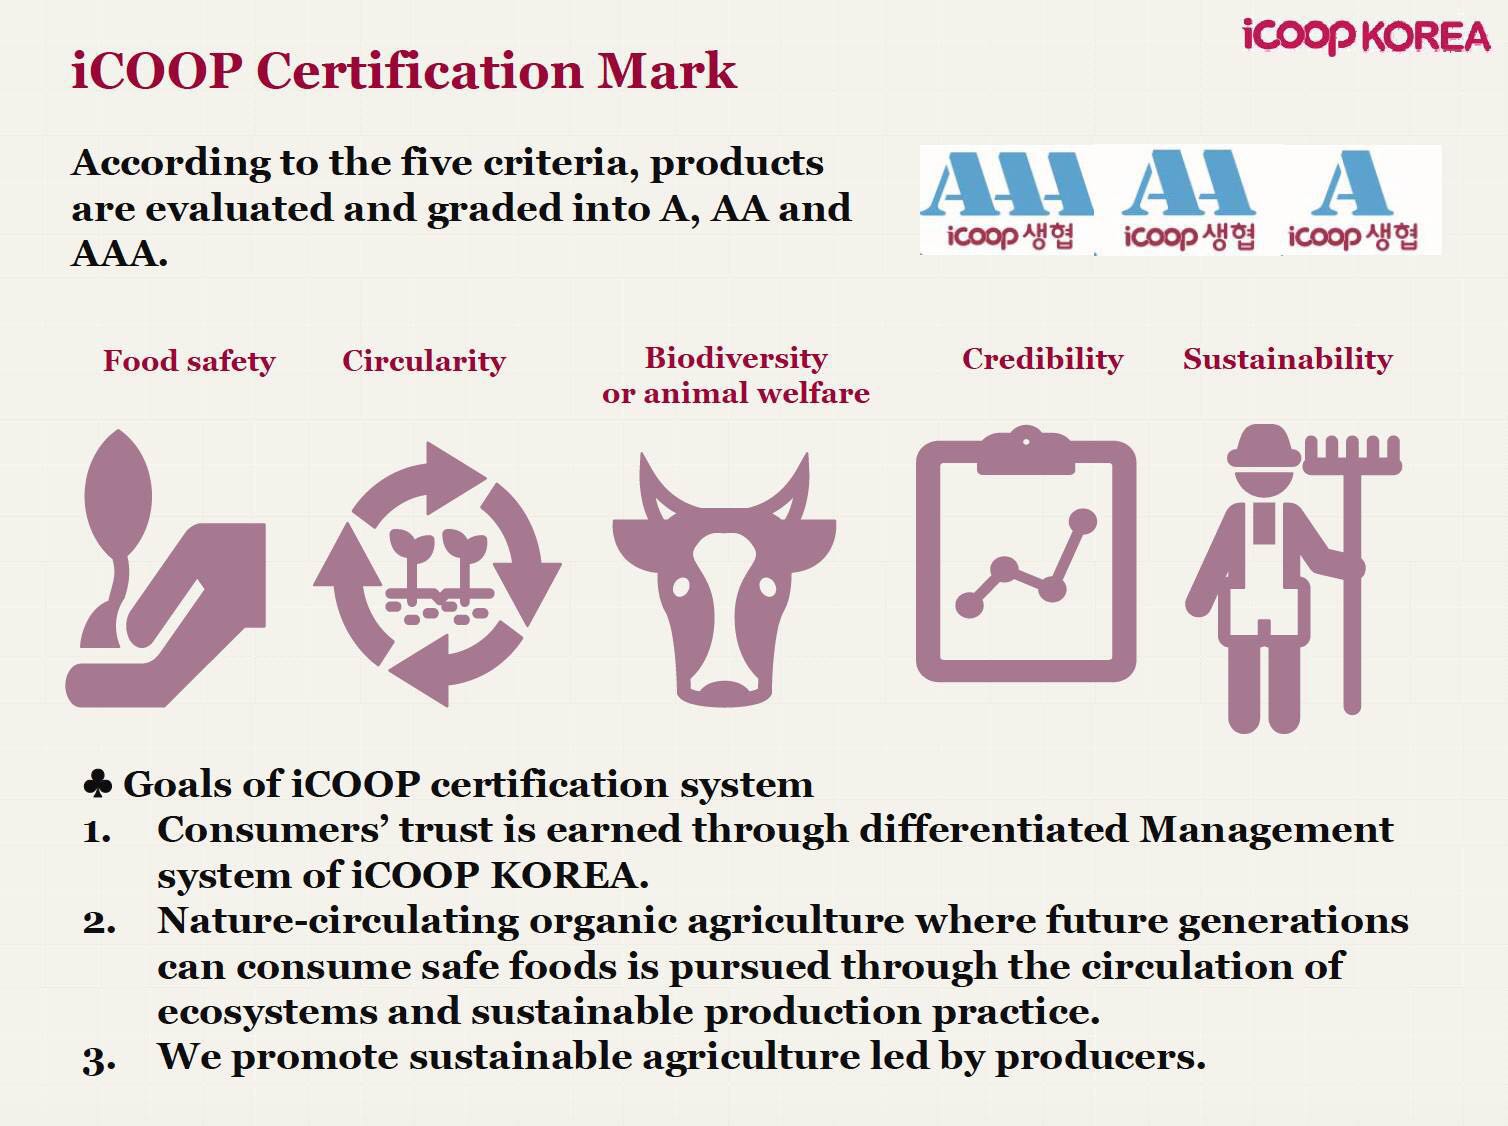 iCOOP KOREA
iCOOP Certification Mark
According to the five criteria, products
are evaluated and graded into A, AA and
AAA.
AAA AA A
icoop 생협 icoop 생협 icoop 생협
Food safety
Circularity
Biodiversity
or animal welfare
Credibility
Sustainability
♣ Goals of iCOOP certification system
1. Consumers’ trust is earned through differentiated Management
system of iCOOP KOREA.
2. Nature-circulating organic agriculture where future generations
can consume safe foods is pursued through the circulation of
ecosystems and sustainable production practice.
3. We promote sustainable agriculture led by producers.